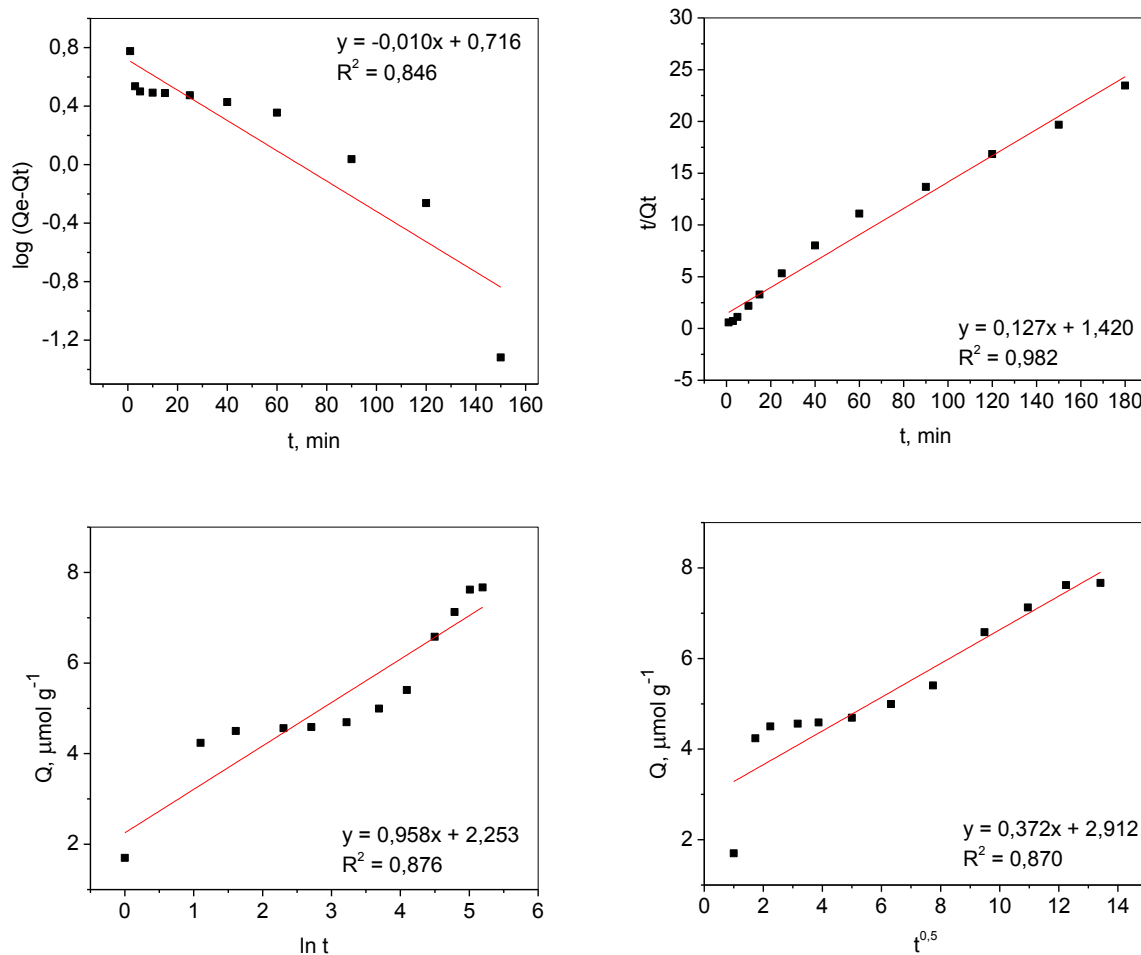 0,8
0,4
0,0
-0,4
-0,8
-1,2
log (Qe-Qt)
y = -0,010x + 0,716
R² = 0,846
0 20 40 60 80 100 120 140 160
t, min
30
25
20
15
10
5
0
-5
t/Qt
y = 0,127x + 1,420
R² = 0,982
0 20 40 60 80 100 120 140 160 180
t, min
8
6
4
2
Q, μmol g⁻¹
y = 0,958x + 2,253
R² = 0,876
0 1 2 3 4 5 6
ln t
8
6
4
2
Q, μmol g⁻¹
y = 0,372x + 2,912
R² = 0,870
0 2 4 6 8 10 12 14
t^0,5